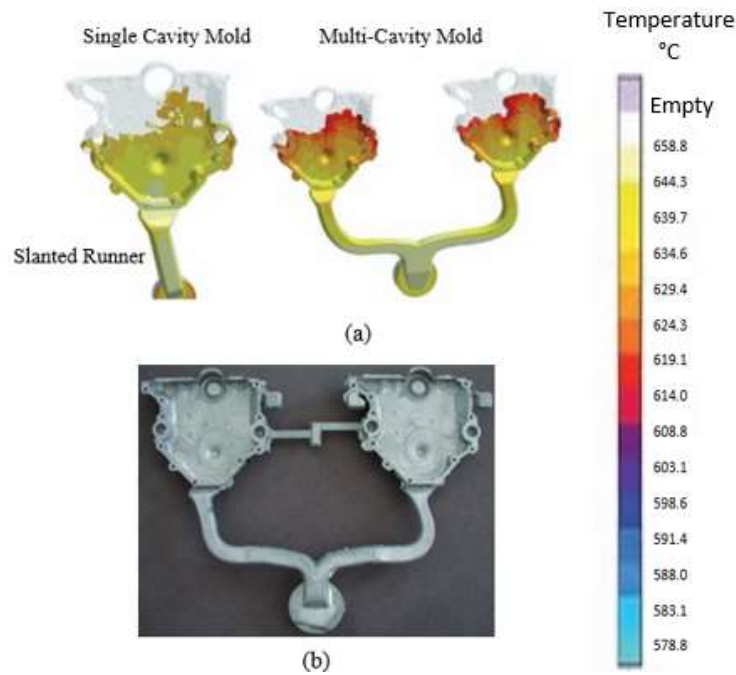 Single Cavity Mold
Multi-Cavity Mold
Slanted Runner
(a)
(b)
Temperature
°C
Empty
658.8
644.3
639.7
634.6
629.4
624.3
619.1
614.0
608.8
603.1
598.6
591.4
588.0
583.1
578.8